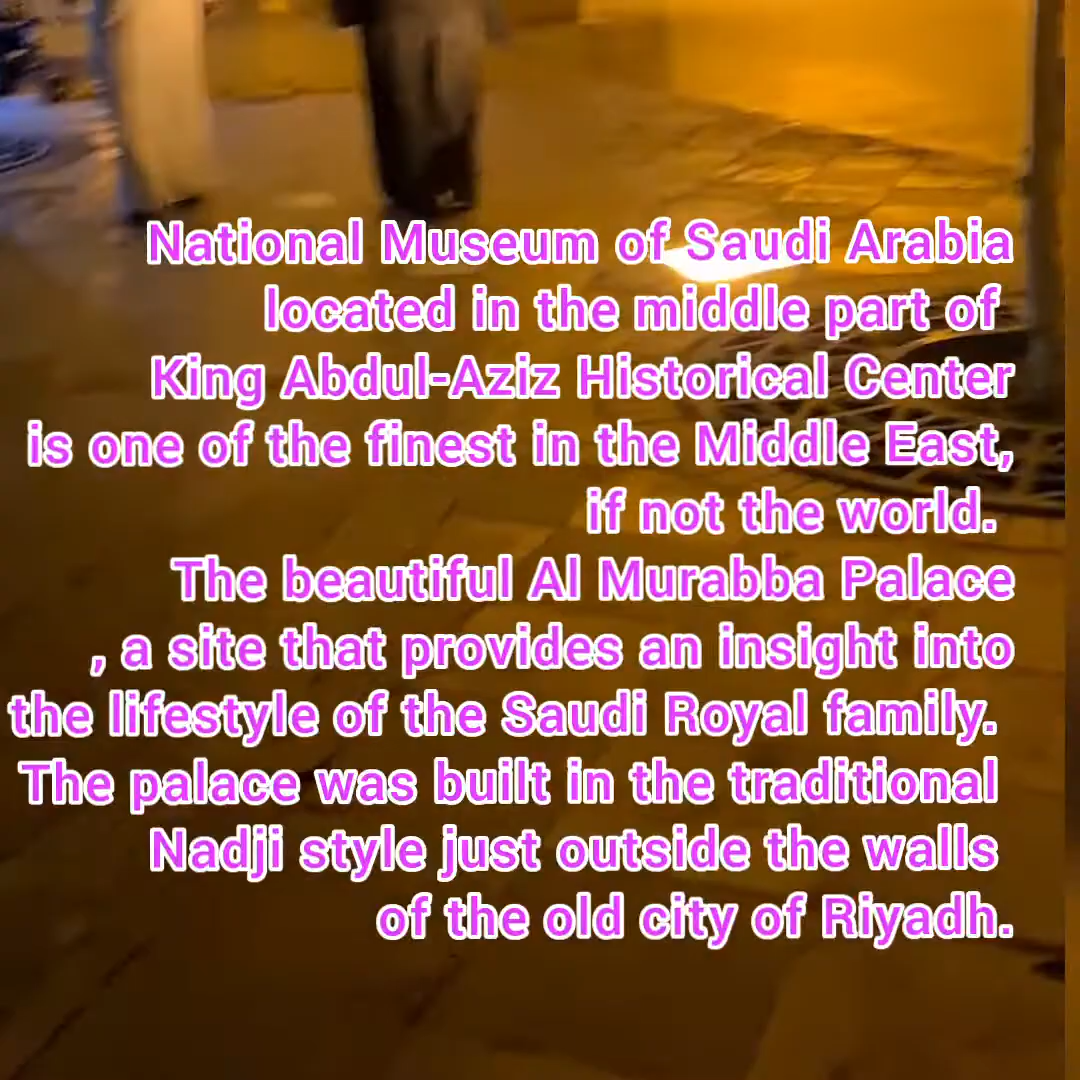 National Museum of Saudi Arabia
located in the middle part of
King Abdul-Aziz Historical Center
is one of the finest in the Middle East,
if not the world.
The beautiful Al Murabba Palace
, a site that provides an insight into
the lifestyle of the Saudi Royal family.
The palace was built in the traditional
Nadji style just outside the walls
of the old city of Riyadh.